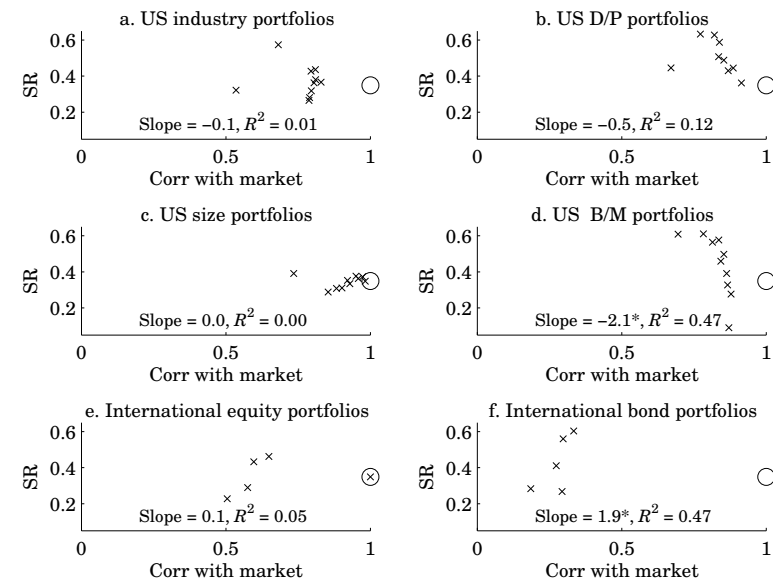 a. US industry portfolios
0.6
0.4
0.2
SR
Slope = −0.1, R² = 0.01
0
0.5
1
Corr with market
b. US D/P portfolios
0.6
0.4
0.2
SR
Slope = −0.5, R² = 0.12
0
0.5
1
Corr with market
c. US size portfolios
0.6
0.4
0.2
SR
Slope = 0.0, R² = 0.00
0
0.5
1
Corr with market
d. US B/M portfolios
0.6
0.4
0.2
SR
Slope = −2.1*, R² = 0.47
0
0.5
1
Corr with market
e. International equity portfolios
0.6
0.4
0.2
SR
Slope = 0.1, R² = 0.05
0
0.5
1
Corr with market
f. International bond portfolios
0.6
0.4
0.2
SR
Slope = 1.9*, R² = 0.47
0
0.5
1
Corr with market